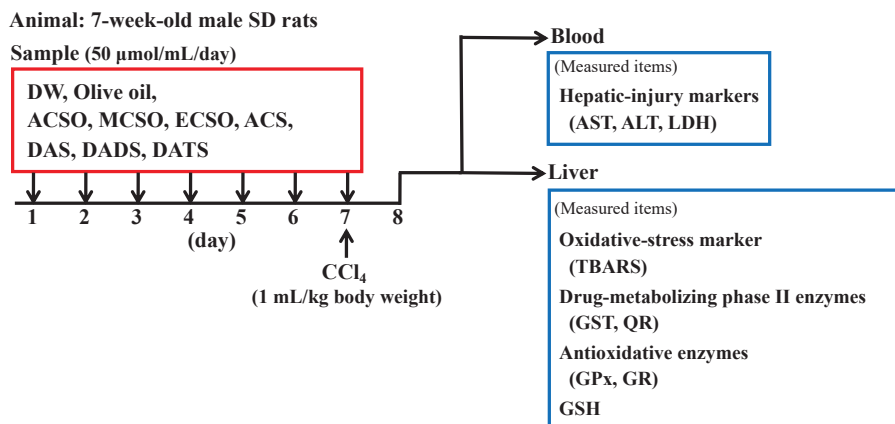 Animal: 7-week-old male SD rats
Sample (50 μmol/mL/day)
DW, Olive oil,
ACSO, MCSO, ECSO, ACS,
DAS, DADS, DATS
1 2 3 4 5 6 7 8
(day)
CCl₄
(1 mL/kg body weight)
Blood
(Measured items)
Hepatic-injury markers
(AST, ALT, LDH)
Liver
(Measured items)
Oxidative-stress marker
(TBARS)
Drug-metabolizing phase II enzymes
(GST, QR)
Antioxidative enzymes
(GPx, GR)
GSH